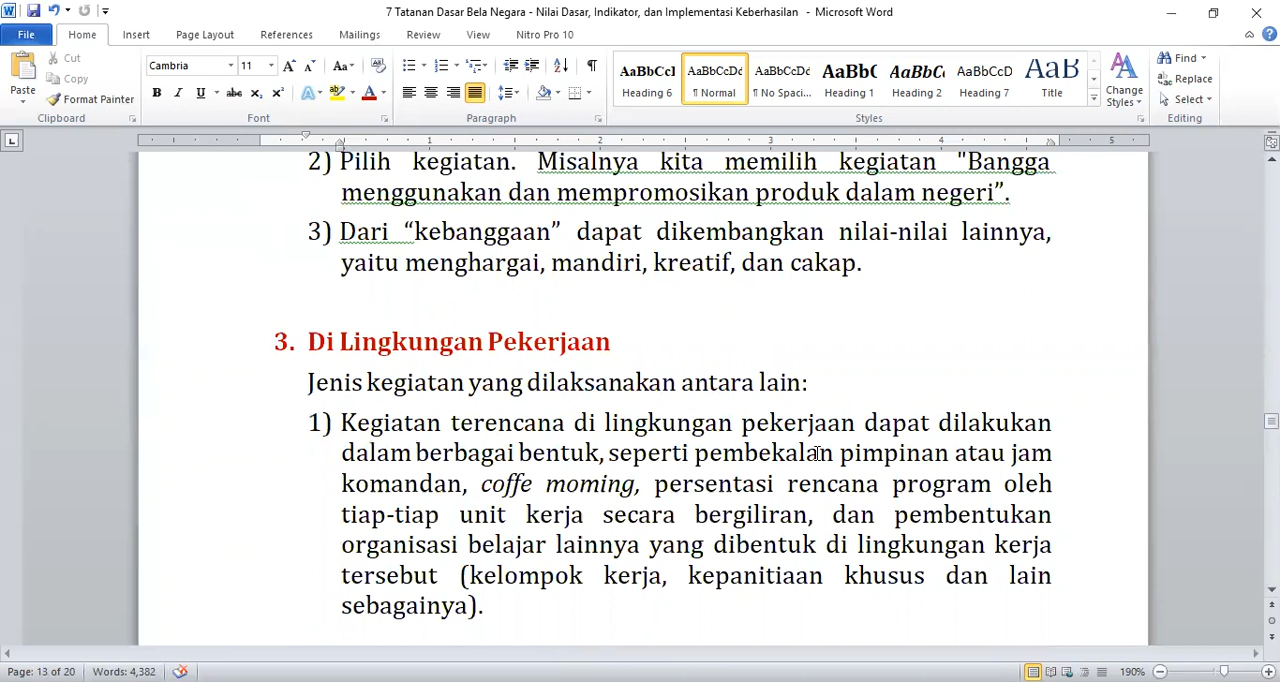 7 Tatanan Dasar Bela Negara - Nilai Dasar, Indikator, dan Implementasi Keberhasilan - Microsoft Word
File Home Insert Page Layout References Mailings Review View Nitro Pro 10
Paste
Cut
Copy
Format Painter
Clipboard
Cambria 11
Font
Paragraph
AaBbCcI AaBbCcDc AaBbCcDc AaBb( AaBbCc AaBbCcD AaB
Heading 6 ¶ Normal ¶ No Spaci... Heading 1 Heading 2 Heading 7 Title
Styles
Change Styles
Find
Replace
Select
Editing
1 2 3 4 5
2) Pilih kegiatan. Misalnya kita memilih kegiatan "Bangga
menggunakan dan mempromosikan produk dalam negeri”.
3) Dari “kebanggaan” dapat dikembangkan nilai-nilai lainnya,
yaitu menghargai, mandiri, kreatif, dan cakap.
3. Di Lingkungan Pekerjaan
Jenis kegiatan yang dilaksanakan antara lain:
1) Kegiatan terencana di lingkungan pekerjaan dapat dilakukan
dalam berbagai bentuk, seperti pembekalan pimpinan atau jam
komandan, coffe moming, persentasi rencana program oleh
tiap-tiap unit kerja secara bergiliran, dan pembentukan
organisasi belajar lainnya yang dibentuk di lingkungan kerja
tersebut (kelompok kerja, kepanitiaan khusus dan lain
sebagainya).
Page: 13 of 20 Words: 4,382 190%